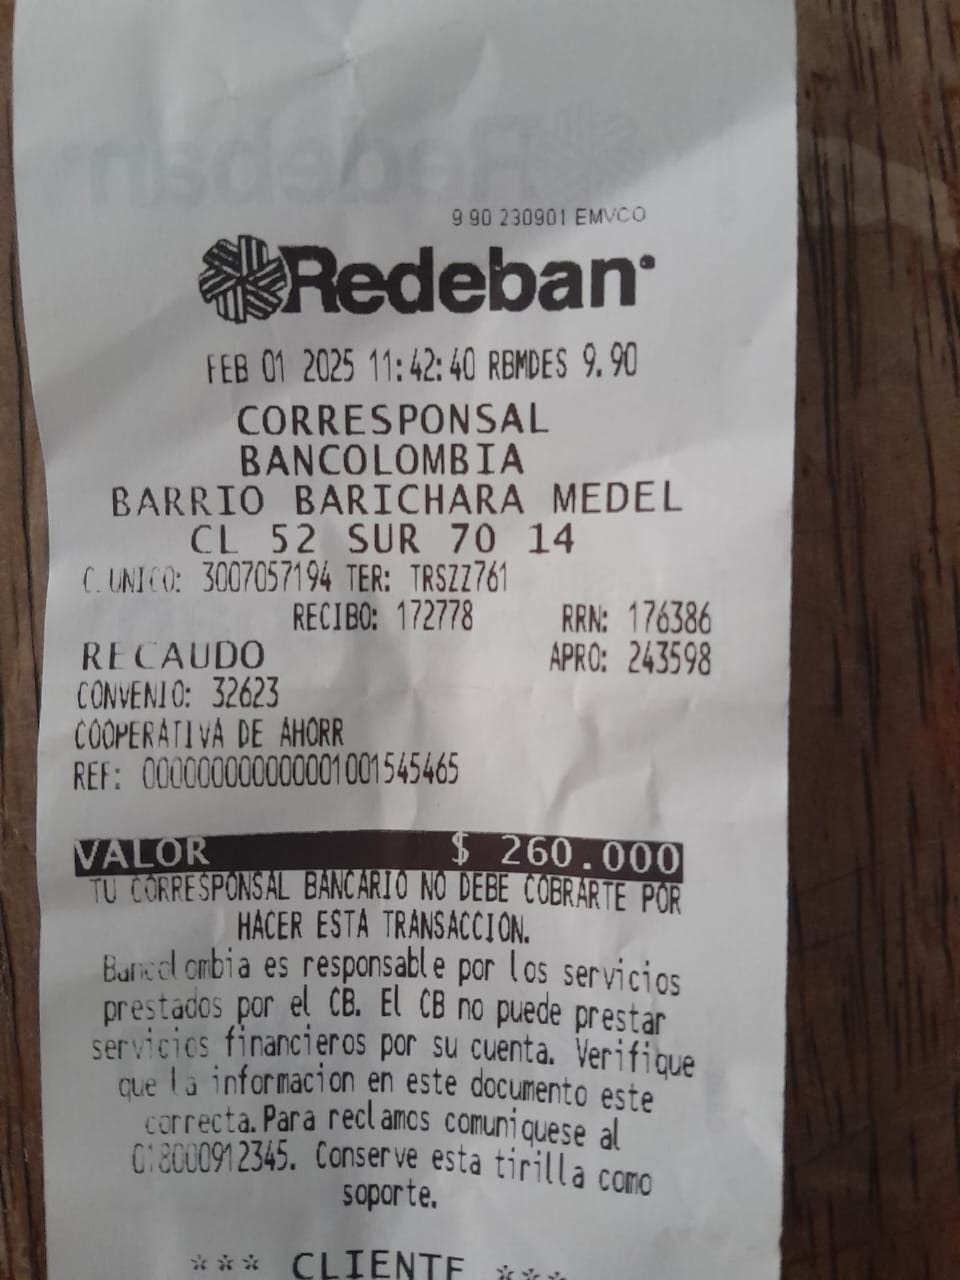 9 90 230901 EMVCO
Redeban
FEB 01 2025 11:42:40 RBMDES 9.90
CORRESPONSAL
BANCOLOMBIA
BARRIO BARICHARA MEDEL
CL 52 SUR 70 14
C. UNICO: 3007057194 TER: TRSZZ761
RECIBO: 172778 RRN: 176386
RECAUDO APRO: 243598
CONVENIO: 32623
COOPERATIVA DE AHORR
REF: 000000000000001001545465
VALOR $ 260.000
TU CORRESPONSAL BANCARIO NO DEBE COBRARTE POR
HACER ESTA TRANSACCION.
Bancolombia es responsable por los servicios
prestados por el CB. El CB no puede prestar
servicios financieros por su cuenta. Verifique
que la informacion en este documento este
correcta. Para reclamos comuniquese al
018000912345. Conserve esta tirilla como
soporte.
*** CLIENTE ***